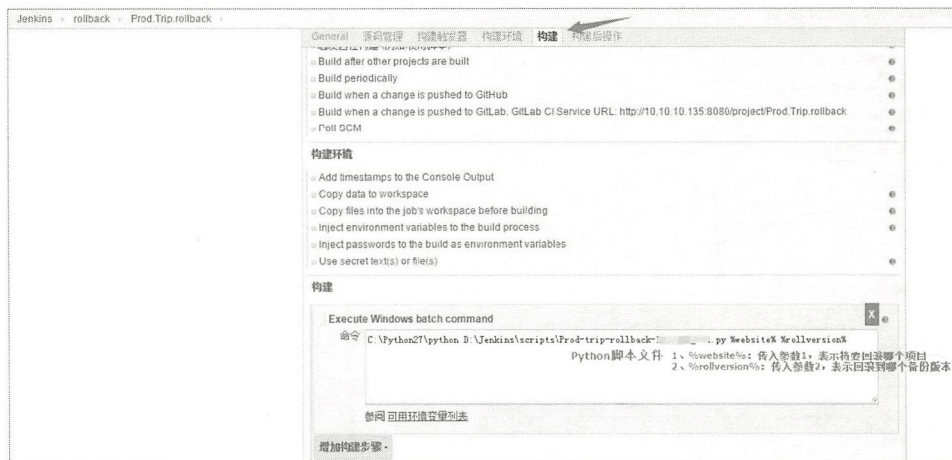 Jenkins › rollback › Prod.Trip.rollback ›
General 源码管理 构建触发器 构建环境 构建 构建后操作
Build after other projects are built
Build periodically
Build when a change is pushed to GitHub
Build when a change is pushed to GitLab. GitLab CI Service URL: http://10.10.10.135:8080/project/Prod.Trip.rollback
Poll SCM
构建环境
Add timestamps to the Console Output
Copy data to workspace
Copy files into the job's workspace before building
Inject environment variables to the build process
Inject passwords to the build as environment variables
Use secret text(s) or file(s)
构建
Execute Windows batch command X
命令 C:\Python27\python D:\Jenkins\scripts\Prod-trip-rollback- .py %website% %rollversion%
Python脚本文件 1、%website%: 传入参数1, 表示将要回滚哪个项目
2、%rollversion%: 传入参数2, 表示回滚到哪个备份版本
参阅 可用环境变量列表
增加构建步骤